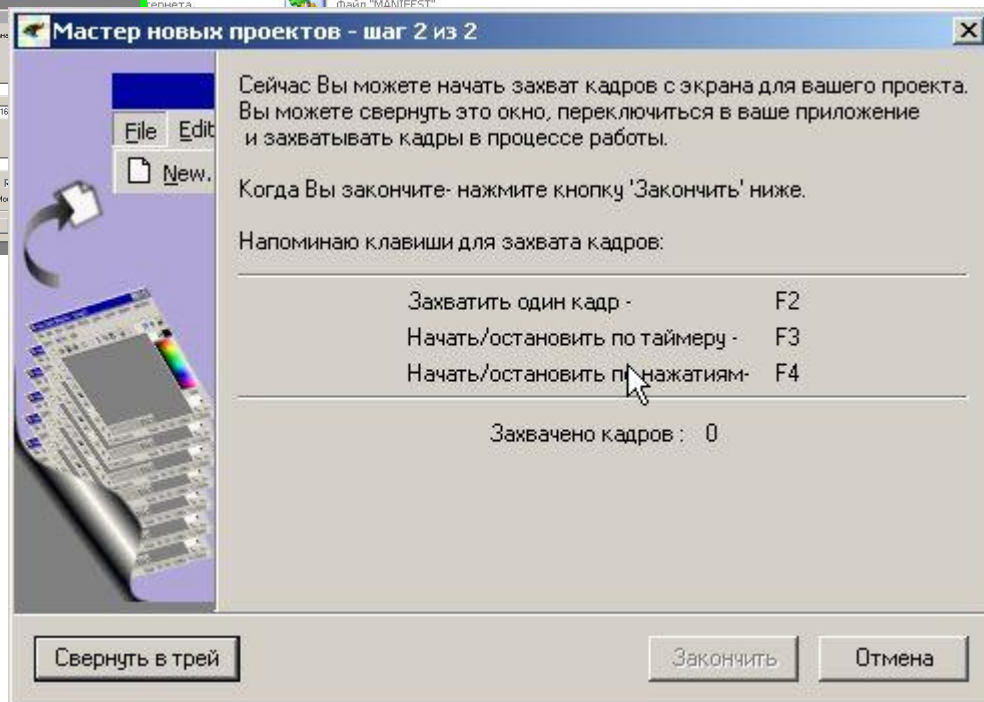 тернета.
Файл "MANIFEST"
Мастер новых проектов - шаг 2 из 2
File Edit
New.
Сейчас Вы можете начать захват кадров с экрана для вашего проекта.
Вы можете свернуть это окно, переключиться в ваше приложение
и захватывать кадры в процессе работы.
Когда Вы закончите- нажмите кнопку 'Закончить' ниже.
Напоминаю клавиши для захвата кадров:
Захватить один кадр - F2
Начать/остановить по таймеру - F3
Начать/остановить по нажатиям- F4
Захвачено кадров : 0
Свернуть в трей
Закончить
Отмена